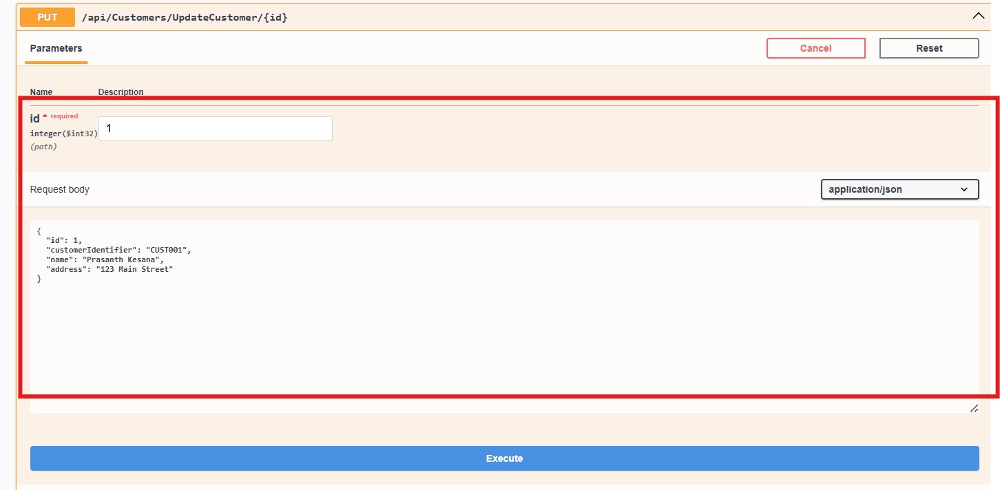 PUT /api/Customers/UpdateCustomer/{id}
Parameters
Cancel
Reset
Name Description
id * required
integer($int32)
(path)
1
Request body
application/json
{
  "id": 1,
  "customerIdentifier": "CUST001",
  "name": "Prasanth Kesana",
  "address": "123 Main Street"
}
Execute